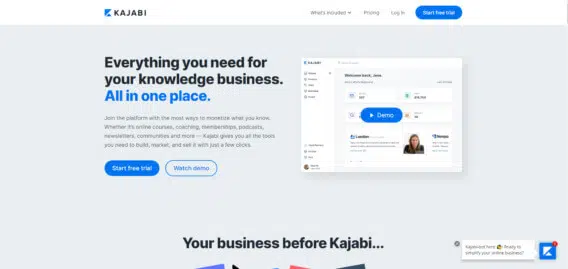 KAJABI
What's included
Pricing
Log in
Start free trial
Everything you need for
your knowledge business.
All in one place.
Join the platform with the most ways to monetize what you know.
Whether it's online courses, coaching, memberships, podcasts,
newsletters, communities and more — Kajabi gives you all the tools
you need to build, market, and sell it with just a few clicks.
Start free trial
Watch demo
KAJABI
Welcome back, Jana.
Demo
Your business before Kajabi...
Ready to
simplify your online business?
1